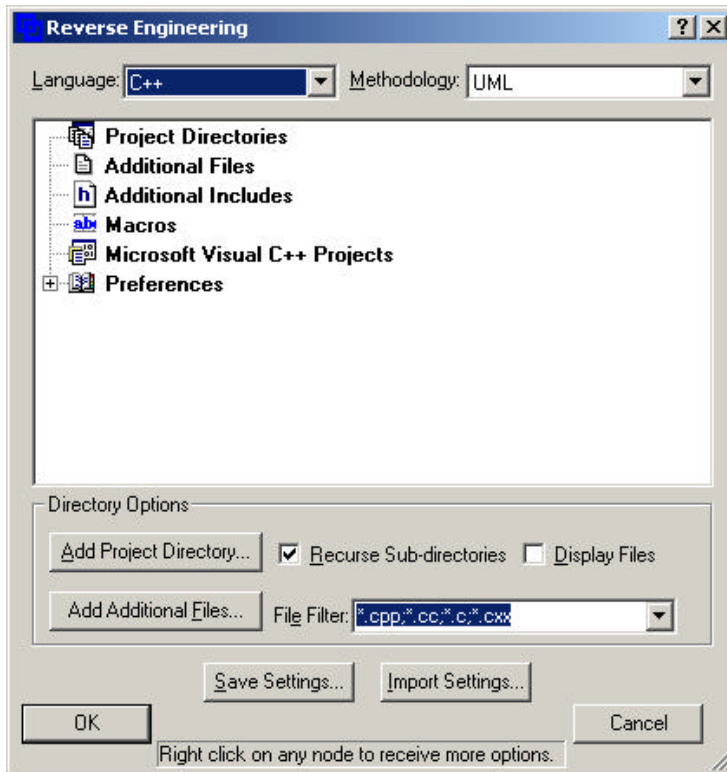 Reverse Engineering
Language: C++ Methodology: UML
Project Directories
Additional Files
h Additional Includes
ab Macros
Microsoft Visual C++ Projects
Preferences
Directory Options
Add Project Directory... Recurse Sub-directories Display Files
Add Additional Files... File Filter: *.cpp;*.cc;*.c;*.cxx
Save Settings... Import Settings...
OK Cancel
Right click on any node to receive more options.